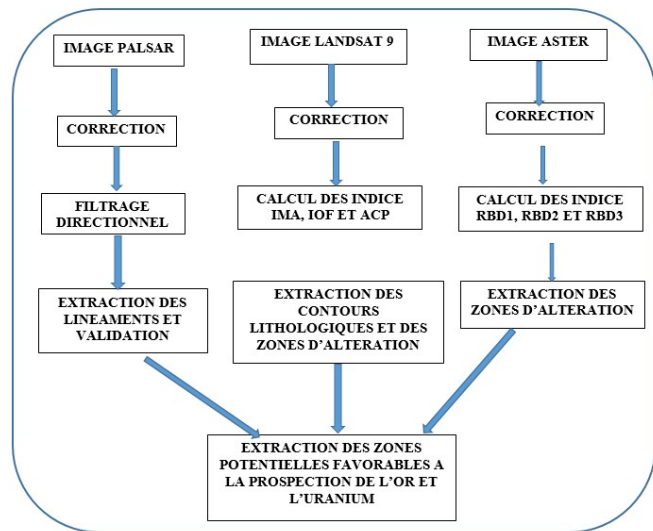 IMAGE PALSAR
IMAGE LANDSAT 9
IMAGE ASTER
CORRECTION
CORRECTION
CORRECTION
FILTRAGE
DIRECTIONNEL
CALCUL DES INDICE
IMA, IOF ET ACP
CALCUL DES INDICE
RBD1, RBD2 ET RBD3
EXTRACTION DES
LINEAMENTS ET
VALIDATION
EXTRACTION DES
CONTOURS
LITHOLOGIQUES ET DES
ZONES D’ALTERATION
EXTRACTION DES
ZONES D’ALTERATION
EXTRACTION DES ZONES
POTENTIELLES FAVORABLES A
LA PROSPECTION DE L’OR ET
L’URANIUM